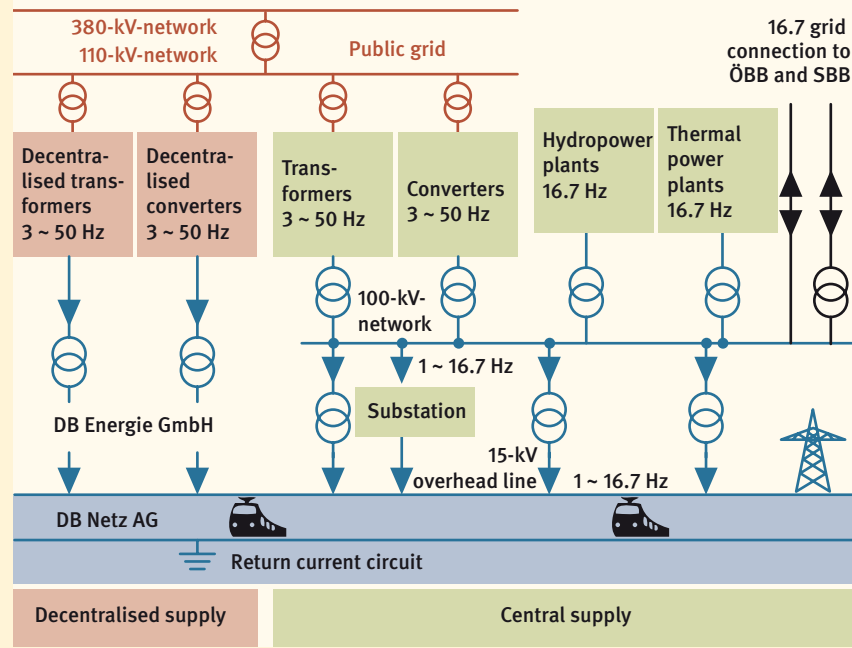 380-kV-network
110-kV-network
Public grid
16.7 grid
connection to
ÖBB and SBB
Decentra-
lised trans-
formers
3 ~ 50 Hz
Decentra-
lised
converters
3 ~ 50 Hz
Trans-
formers
3 ~ 50 Hz
Converters
3 ~ 50 Hz
Hydropower
plants
16.7 Hz
Thermal
power
plants
16.7 Hz
100-kV-
network
1 ~ 16.7 Hz
Substation
DB Energie GmbH
15-kV
overhead line
1 ~ 16.7 Hz
DB Netz AG
Return current circuit
Decentralised supply
Central supply